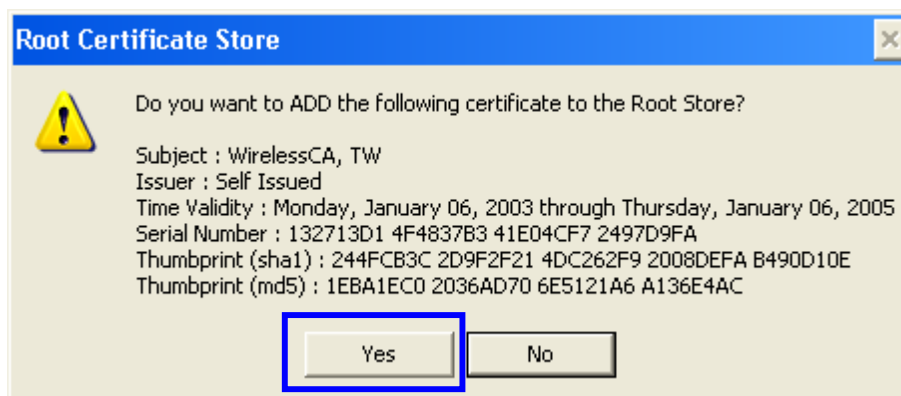 Root Certificate Store
Do you want to ADD the following certificate to the Root Store?
Subject : WirelessCA, TW
Issuer : Self Issued
Time Validity : Monday, January 06, 2003 through Thursday, January 06, 2005
Serial Number : 132713D1 4F4837B3 41E04CF7 2497D9FA
Thumbprint (sha1) : 244FCB3C 2D9F2F21 4DC262F9 2008DEFA B490D10E
Thumbprint (md5) : 1EBA1EC0 2036AD70 6E5121A6 A136E4AC
Yes No